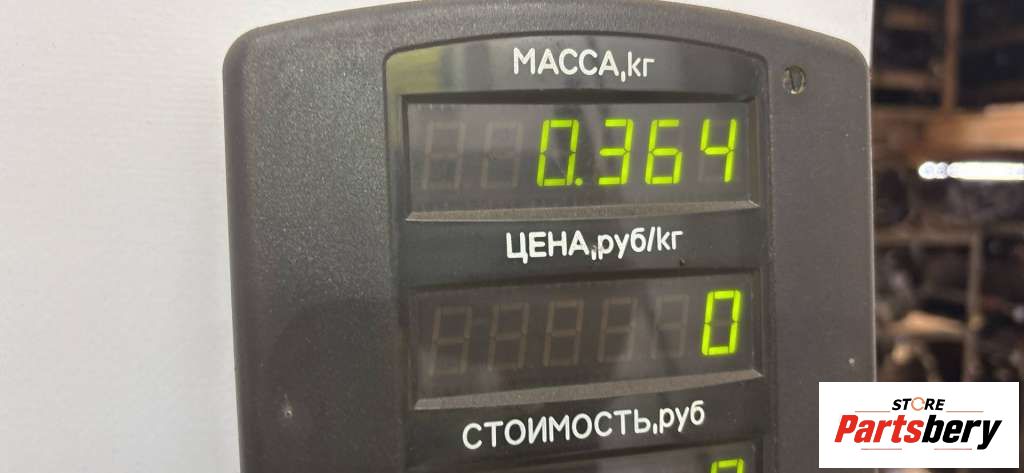 МАССА,кг
0.364
ЦЕНА,руб/кг
0
СТОИМОСТЬ,руб
STORE
Partsbery